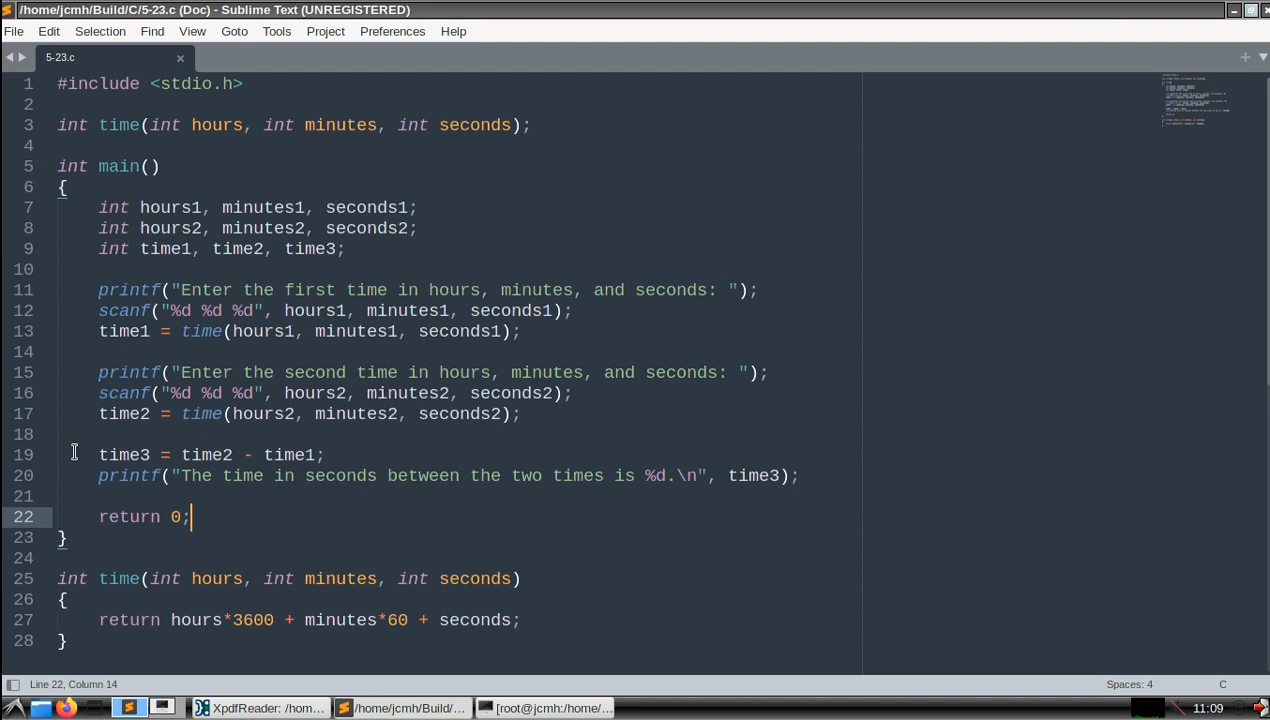 /home/jcmh/Build/C/5-23.c (Doc) - Sublime Text (UNREGISTERED)
File Edit Selection Find View Goto Tools Project Preferences Help
5-23.c
1 #include <stdio.h>
2
3 int time(int hours, int minutes, int seconds);
4
5 int main()
6 {
7 int hours1, minutes1, seconds1;
8 int hours2, minutes2, seconds2;
9 int time1, time2, time3;
10
11 printf("Enter the first time in hours, minutes, and seconds: ");
12 scanf("%d %d %d", hours1, minutes1, seconds1);
13 time1 = time(hours1, minutes1, seconds1);
14
15 printf("Enter the second time in hours, minutes, and seconds: ");
16 scanf("%d %d %d", hours2, minutes2, seconds2);
17 time2 = time(hours2, minutes2, seconds2);
18
19 time3 = time2 - time1;
20 printf("The time in seconds between the two times is %d.\n", time3);
21
22 return 0;
23 }
24
25 int time(int hours, int minutes, int seconds)
26 {
27 return hours*3600 + minutes*60 + seconds;
28 }
Line 22, Column 14 Spaces: 4 C
XpdfReader: /hom... /home/jcmh/Build/... [root@jcmh:/home/... 11:09